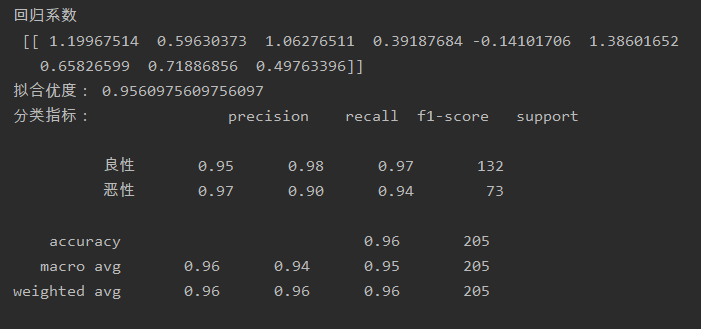 回归系数
[[ 1.19967514 0.59630373 1.06276511 0.39187684 -0.14101706 1.38601652
0.65826599 0.71886856 0.49763396]]
拟合优度： 0.9560975609756097
分类指标： precision recall f1-score support
良性 0.95 0.98 0.97 132
恶性 0.97 0.90 0.94 73
accuracy 0.96 205
macro avg 0.96 0.94 0.95 205
weighted avg 0.96 0.96 0.96 205